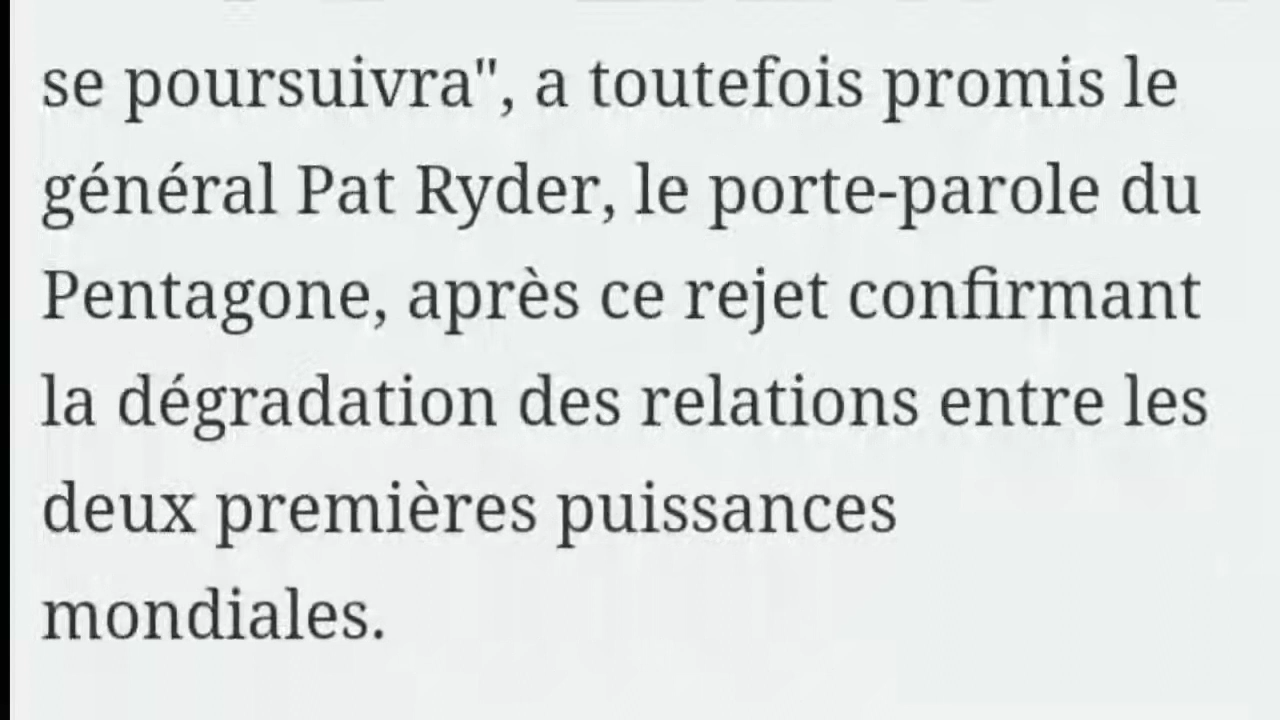 se poursuivra", a toutefois promis le
général Pat Ryder, le porte-parole du
Pentagone, après ce rejet confirmant
la dégradation des relations entre les
deux premières puissances
mondiales.